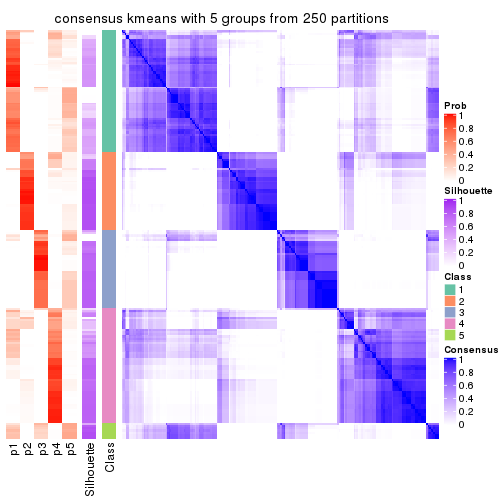 consensus kmeans with 5 groups from 250 partitions
Prob
1
0.8
0.6
0.4
0.2
0
Silhouette
1
0.8
0.6
0.4
0.2
0
Class
1
2
3
4
5
Consensus
1
0.8
0.6
0.4
0.2
0
p1
p2
p3
p4
p5
Silhouette
Class